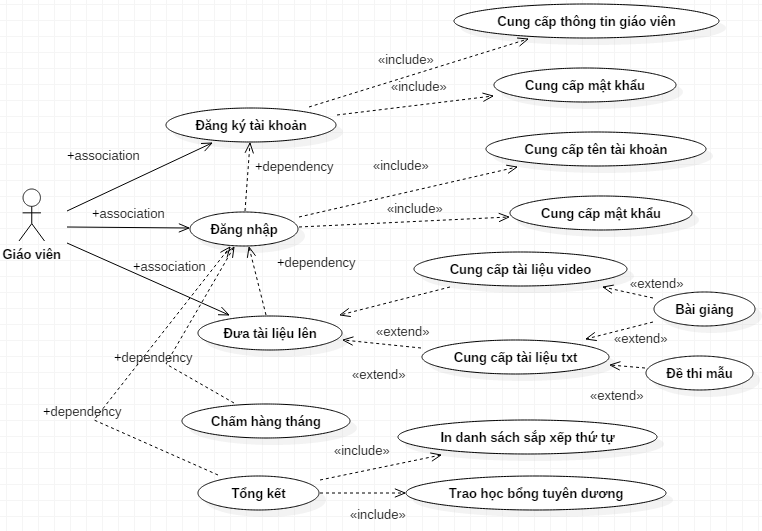 Cung cấp thông tin giáo viên
«include»
«include»
Cung cấp mật khẩu
Đăng ký tài khoản
+association
+dependency
«include»
Cung cấp tên tài khoản
+association
«include»
Cung cấp mật khẩu
Đăng nhập
Giáo viên
+association
+dependency
Cung cấp tài liệu video
«extend»
Bài giảng
Đưa tài liệu lên
«extend»
«extend»
Cung cấp tài liệu txt
+dependency
«extend»
Đề thi mẫu
«extend»
+dependency
Chấm hàng tháng
In danh sách sắp xếp thứ tự
«include»
Tổng kết
Trao học bổng tuyên dương
«include»